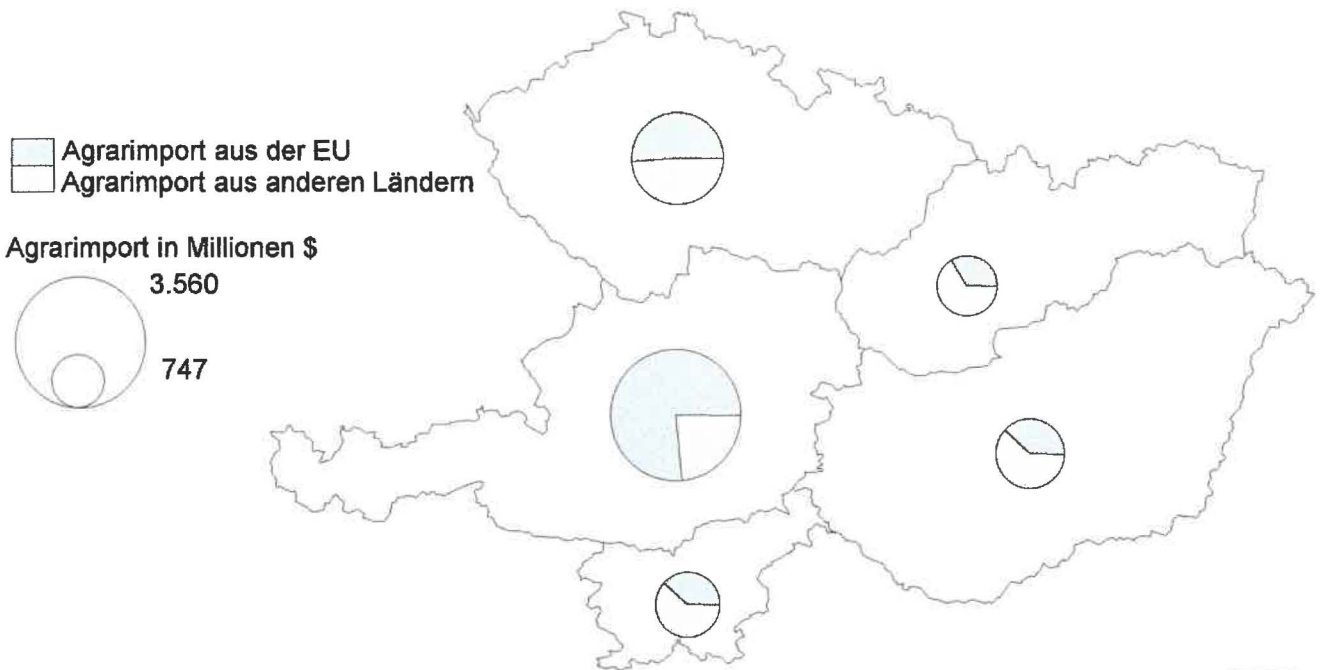 Agrarimport aus der EU
Agrarimport aus anderen Ländern
Agrarimport in Millionen $
3.560
747